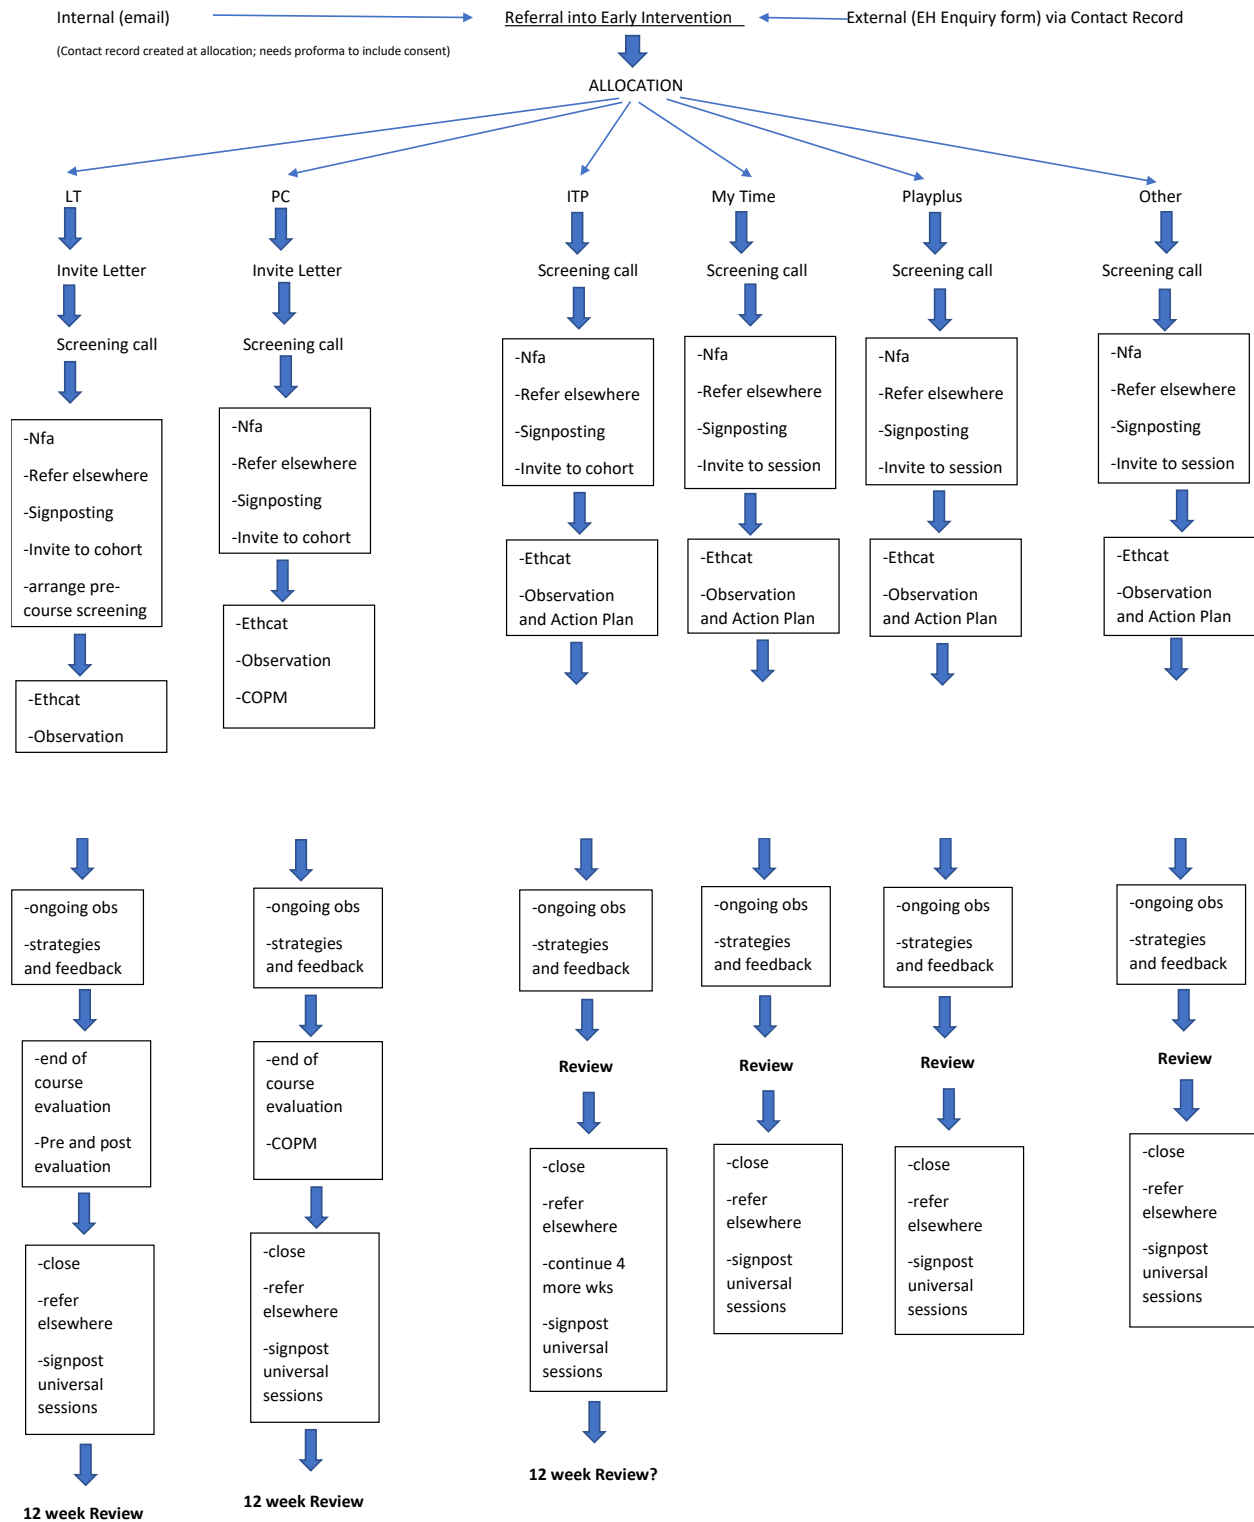 Internal (email)
Referral into Early Intervention
External (EH Enquiry form) via Contact Record
(Contact record created at allocation; needs proforma to include consent)
ALLOCATION
LT
Invite Letter
Screening call
-Nfa
-Refer elsewhere
-Signposting
-Invite to cohort
-arrange pre-
course screening
-Ethcat
-Observation
-ongoing obs
-strategies
and feedback
-end of
course
evaluation
-Pre and post
evaluation
-close
-refer
elsewhere
-signpost
universal
sessions
12 week Review
PC
Invite Letter
Screening call
-Nfa
-Refer elsewhere
-Signposting
-Invite to cohort
-Ethcat
-Observation
-COPM
-ongoing obs
-strategies
and feedback
-end of
course
evaluation
-COPM
-close
-refer
elsewhere
-signpost
universal
sessions
12 week Review
ITP
Screening call
-Nfa
-Refer elsewhere
-Signposting
-Invite to cohort
-Ethcat
-Observation
and Action Plan
-ongoing obs
-strategies
and feedback
Review
-close
-refer
elsewhere
-continue 4
more wks
-signpost
universal
sessions
12 week Review?
My Time
Screening call
-Nfa
-Refer elsewhere
-Signposting
-Invite to session
-Ethcat
-Observation
and Action Plan
-ongoing obs
-strategies
and feedback
Review
-close
-refer
elsewhere
-signpost
universal
sessions
Playplus
Screening call
-Nfa
-Refer elsewhere
-Signposting
-Invite to session
-Ethcat
-Observation
and Action Plan
-ongoing obs
-strategies
and feedback
Review
-close
-refer
elsewhere
-signpost
universal
sessions
Other
Screening call
-Nfa
-Refer elsewhere
-Signposting
-Invite to session
-Ethcat
-Observation
and Action Plan
-ongoing obs
-strategies
and feedback
Review
-close
-refer
elsewhere
-signpost
universal
sessions